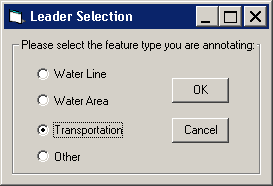 Leader Selection
Please select the feature type you are annotating:
Water Line
OK
Water Area
Transportation
Cancel
Other